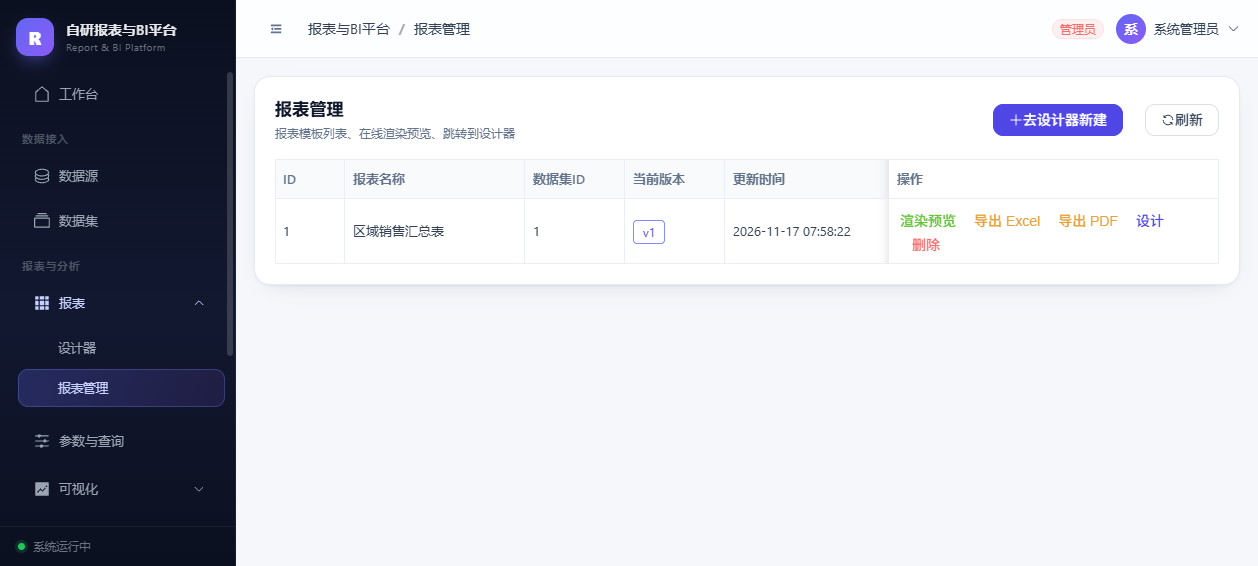 R
自研报表与BI平台
Report & BI Platform
工作台
数据接入
数据源
数据集
报表与分析
报表
设计器
报表管理
参数与查询
可视化
系统运行中
报表与BI平台 / 报表管理
管理员 系 系统管理员
报表管理
报表模板列表、在线渲染预览、跳转到设计器
去设计器新建 刷新
ID 报表名称 数据集ID 当前版本 更新时间 操作
1 区域销售汇总表 1 v1 2026-11-17 07:58:22 渲染预览 导出 Excel 导出 PDF 设计
删除